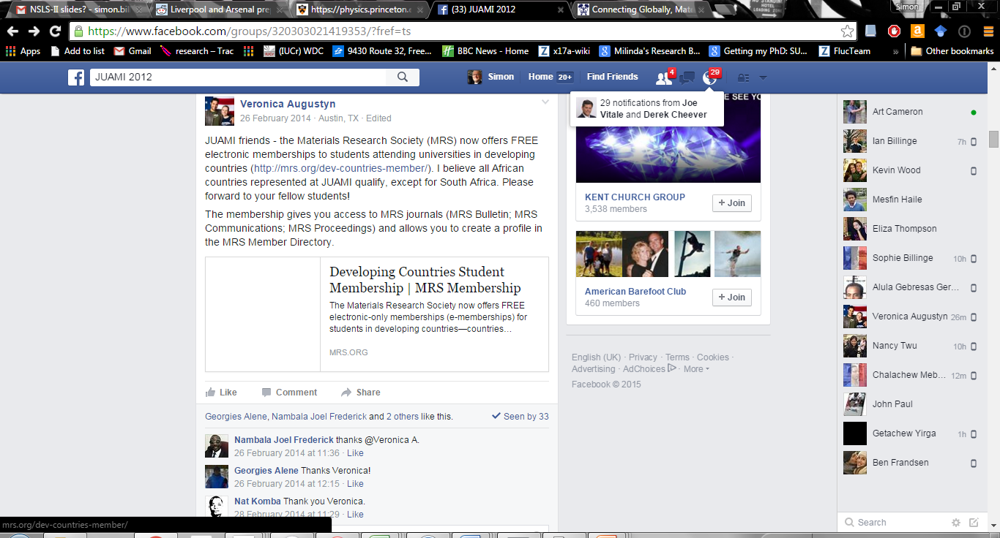 NSLS-II slides? - simon.bil
Liverpool and Arsenal pre
https://physics.princeton.e
(33) JUAMI 2012
Connecting Globally, Mat
Simon
https://www.facebook.com/groups/320303021419353/?fref=ts
Apps
Add to list
Gmail
research – Trac
(IUCr) WDC
9430 Route 32, Free...
BBC News - Home
x17a-wiki
Milinda's Research B...
Getting my PhD: SU...
FlucTeam
»
Other bookmarks
JUAMI 2012
Simon
Home 20+
Find Friends
4
29
29 notifications from Joe
Vitale and Derek Cheever
Veronica Augustyn
26 February 2014 · Austin, TX · Edited
JUAMI friends - the Materials Research Society (MRS) now offers FREE
electronic memberships to students attending universities in developing
countries (http://mrs.org/dev-countries-member/). I believe all African
countries represented at JUAMI qualify, except for South Africa. Please
forward to your fellow students!
The membership gives you access to MRS journals (MRS Bulletin; MRS
Communications; MRS Proceedings) and allows you to create a profile in
the MRS Member Directory.
Developing Countries Student
Membership | MRS Membership
The Materials Research Society now offers FREE
electronic-only memberships (e-memberships) for
students in developing countries—countries…
MRS.ORG
Like
Comment
Share
Georgies Alene, Nambala Joel Frederick and 2 others like this.
Seen by 33
Nambala Joel Frederick thanks @Veronica A.
26 February 2014 at 11:36 · Like
Georgies Alene Thanks Veronica!
26 February 2014 at 12:15 · Like
Nat Komba Thank you Veronica.
28 February 2014 at 11:29 · Like
mrs.org/dev-countries-member/
E SEE YOU
KENT CHURCH GROUP
3,538 members
+ Join
American Barefoot Club
460 members
+ Join
English (UK) · Privacy · Terms · Cookies ·
Advertising · AdChoices · More
Facebook © 2015
Art Cameron
Ian Billinge 7h
Kevin Wood
Mesfin Haile
Eliza Thompson
Sophie Billinge 10h
Alula Gebresas Ger...
Veronica Augustyn 26m
Nancy Twu 10h
Chalachew Meb... 12m
John Paul
Getachew Yirga 1h
Ben Frandsen
Search